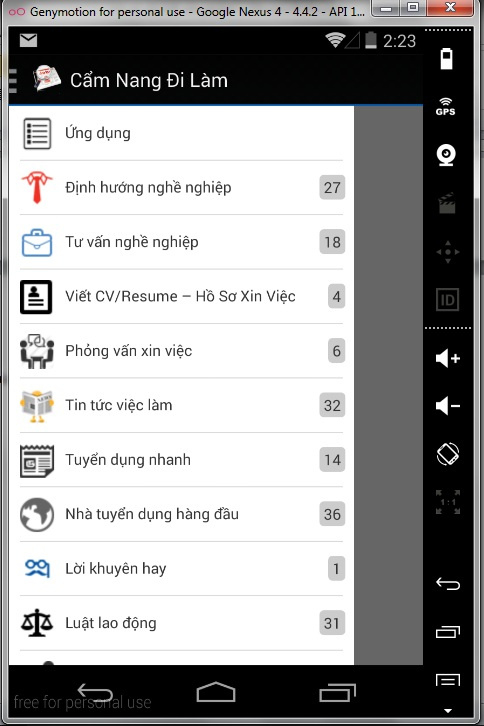 Genymotion for personal use - Google Nexus 4 - 4.4.2 - API 1...
2:23
Cẩm Nang Đi Làm
GPS
Ứng dụng
Định hướng nghề nghiệp 27
Tư vấn nghề nghiệp 18
Viết CV/Resume – Hồ Sơ Xin Việc 4
ID
Phỏng vấn xin việc 6
Tin tức việc làm 32
Tuyển dụng nhanh 14
1:1
Nhà tuyển dụng hàng đầu 36
Lời khuyên hay 1
Luật lao động 31
free for personal use